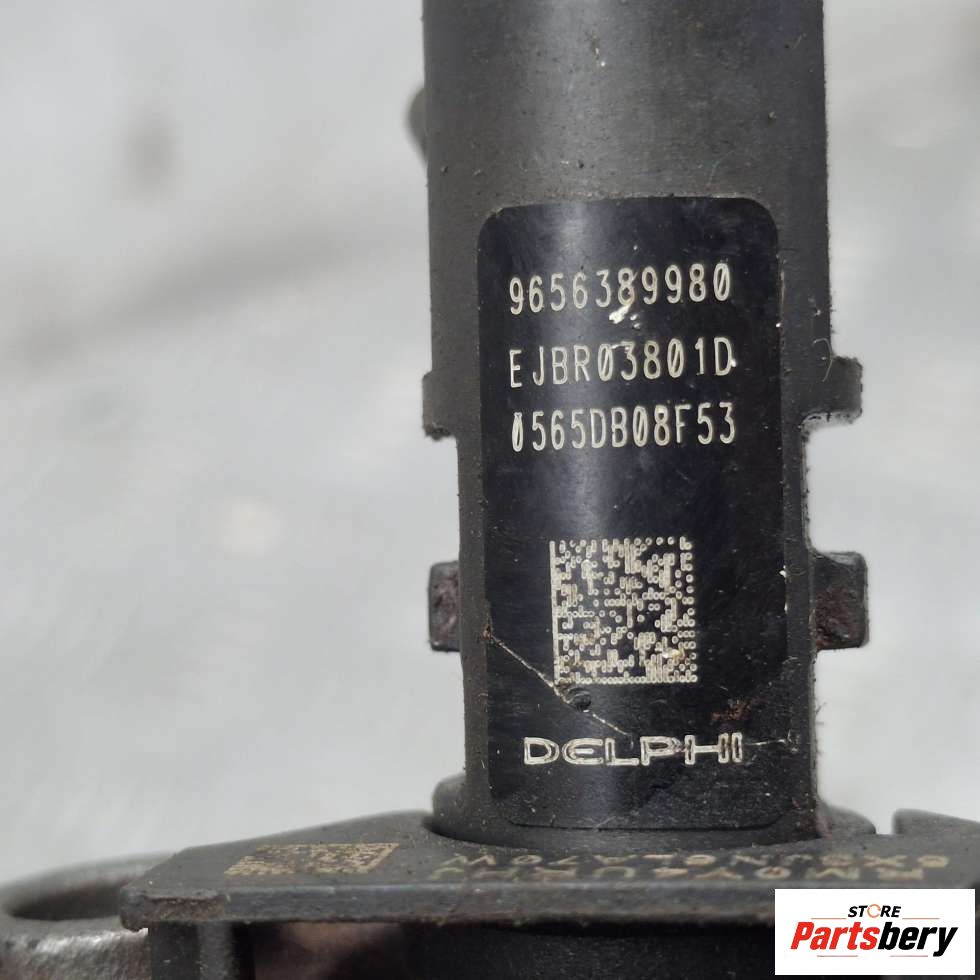 9656389980
EJBR03801D
0565DB08F53
DELPHI
STORE
Partsbery